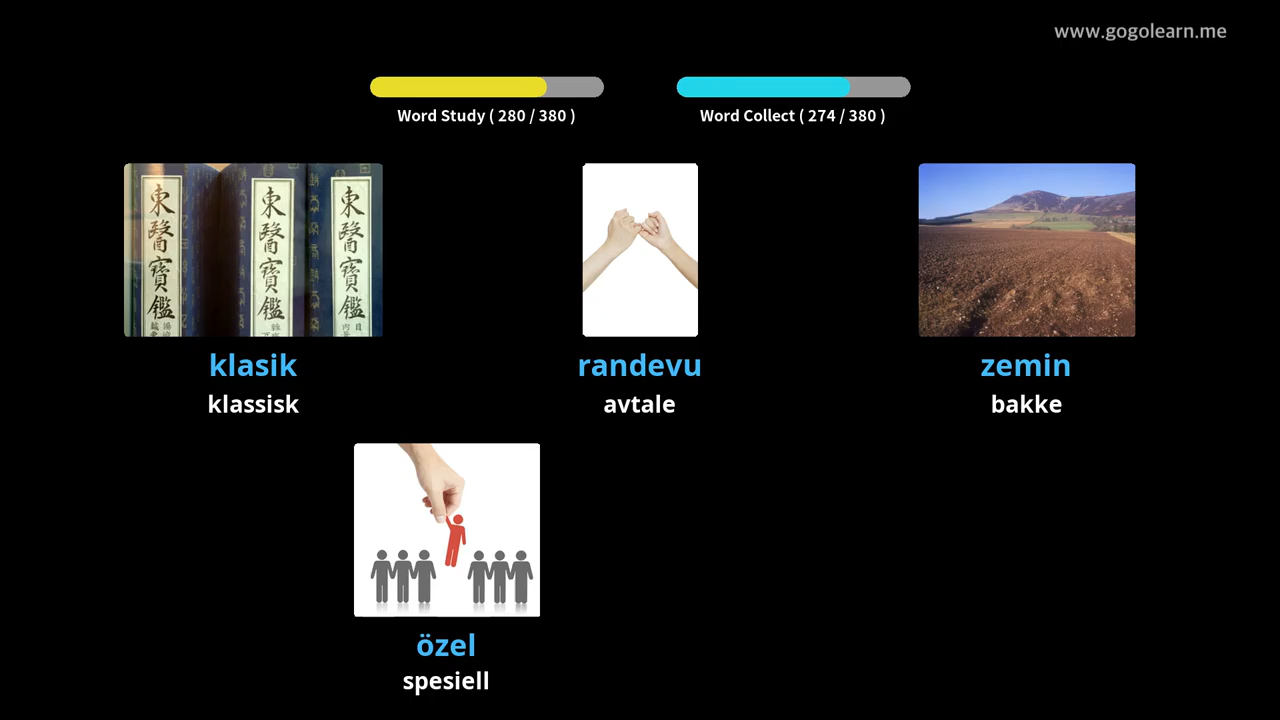 www.gogolearn.me
Word Study ( 280 / 380 )
Word Collect ( 274 / 380 )
東醫寶鑑
東醫寶鑑
東醫寶鑑
klasik
randevu
zemin
klassisk
avtale
bakke
özel
spesiell